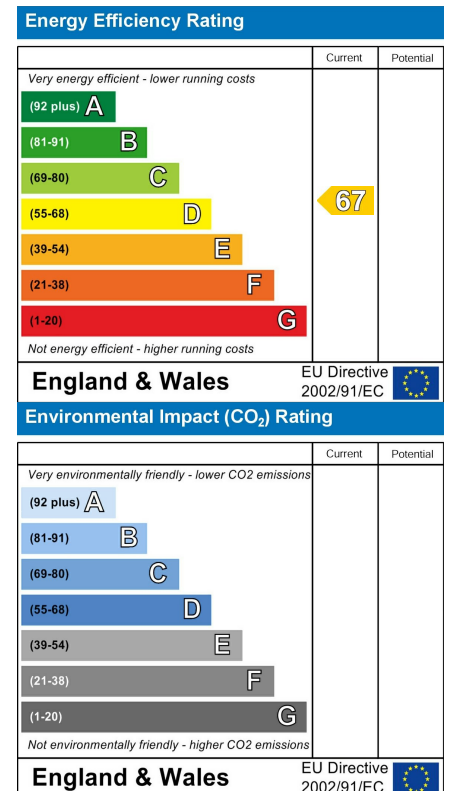 Energy Efficiency Rating
Current Potential
Very energy efficient - lower running costs
(92 plus) A
(81-91) B
(69-80) C
(55-68) D
67
(39-54) E
(21-38) F
(1-20) G
Not energy efficient - higher running costs
England & Wales
EU Directive
2002/91/EC
Environmental Impact (CO₂) Rating
Current Potential
Very environmentally friendly - lower CO2 emissions
(92 plus) A
(81-91) B
(69-80) C
(55-68) D
(39-54) E
(21-38) F
(1-20) G
Not environmentally friendly - higher CO2 emissions
England & Wales
EU Directive
2002/91/EC